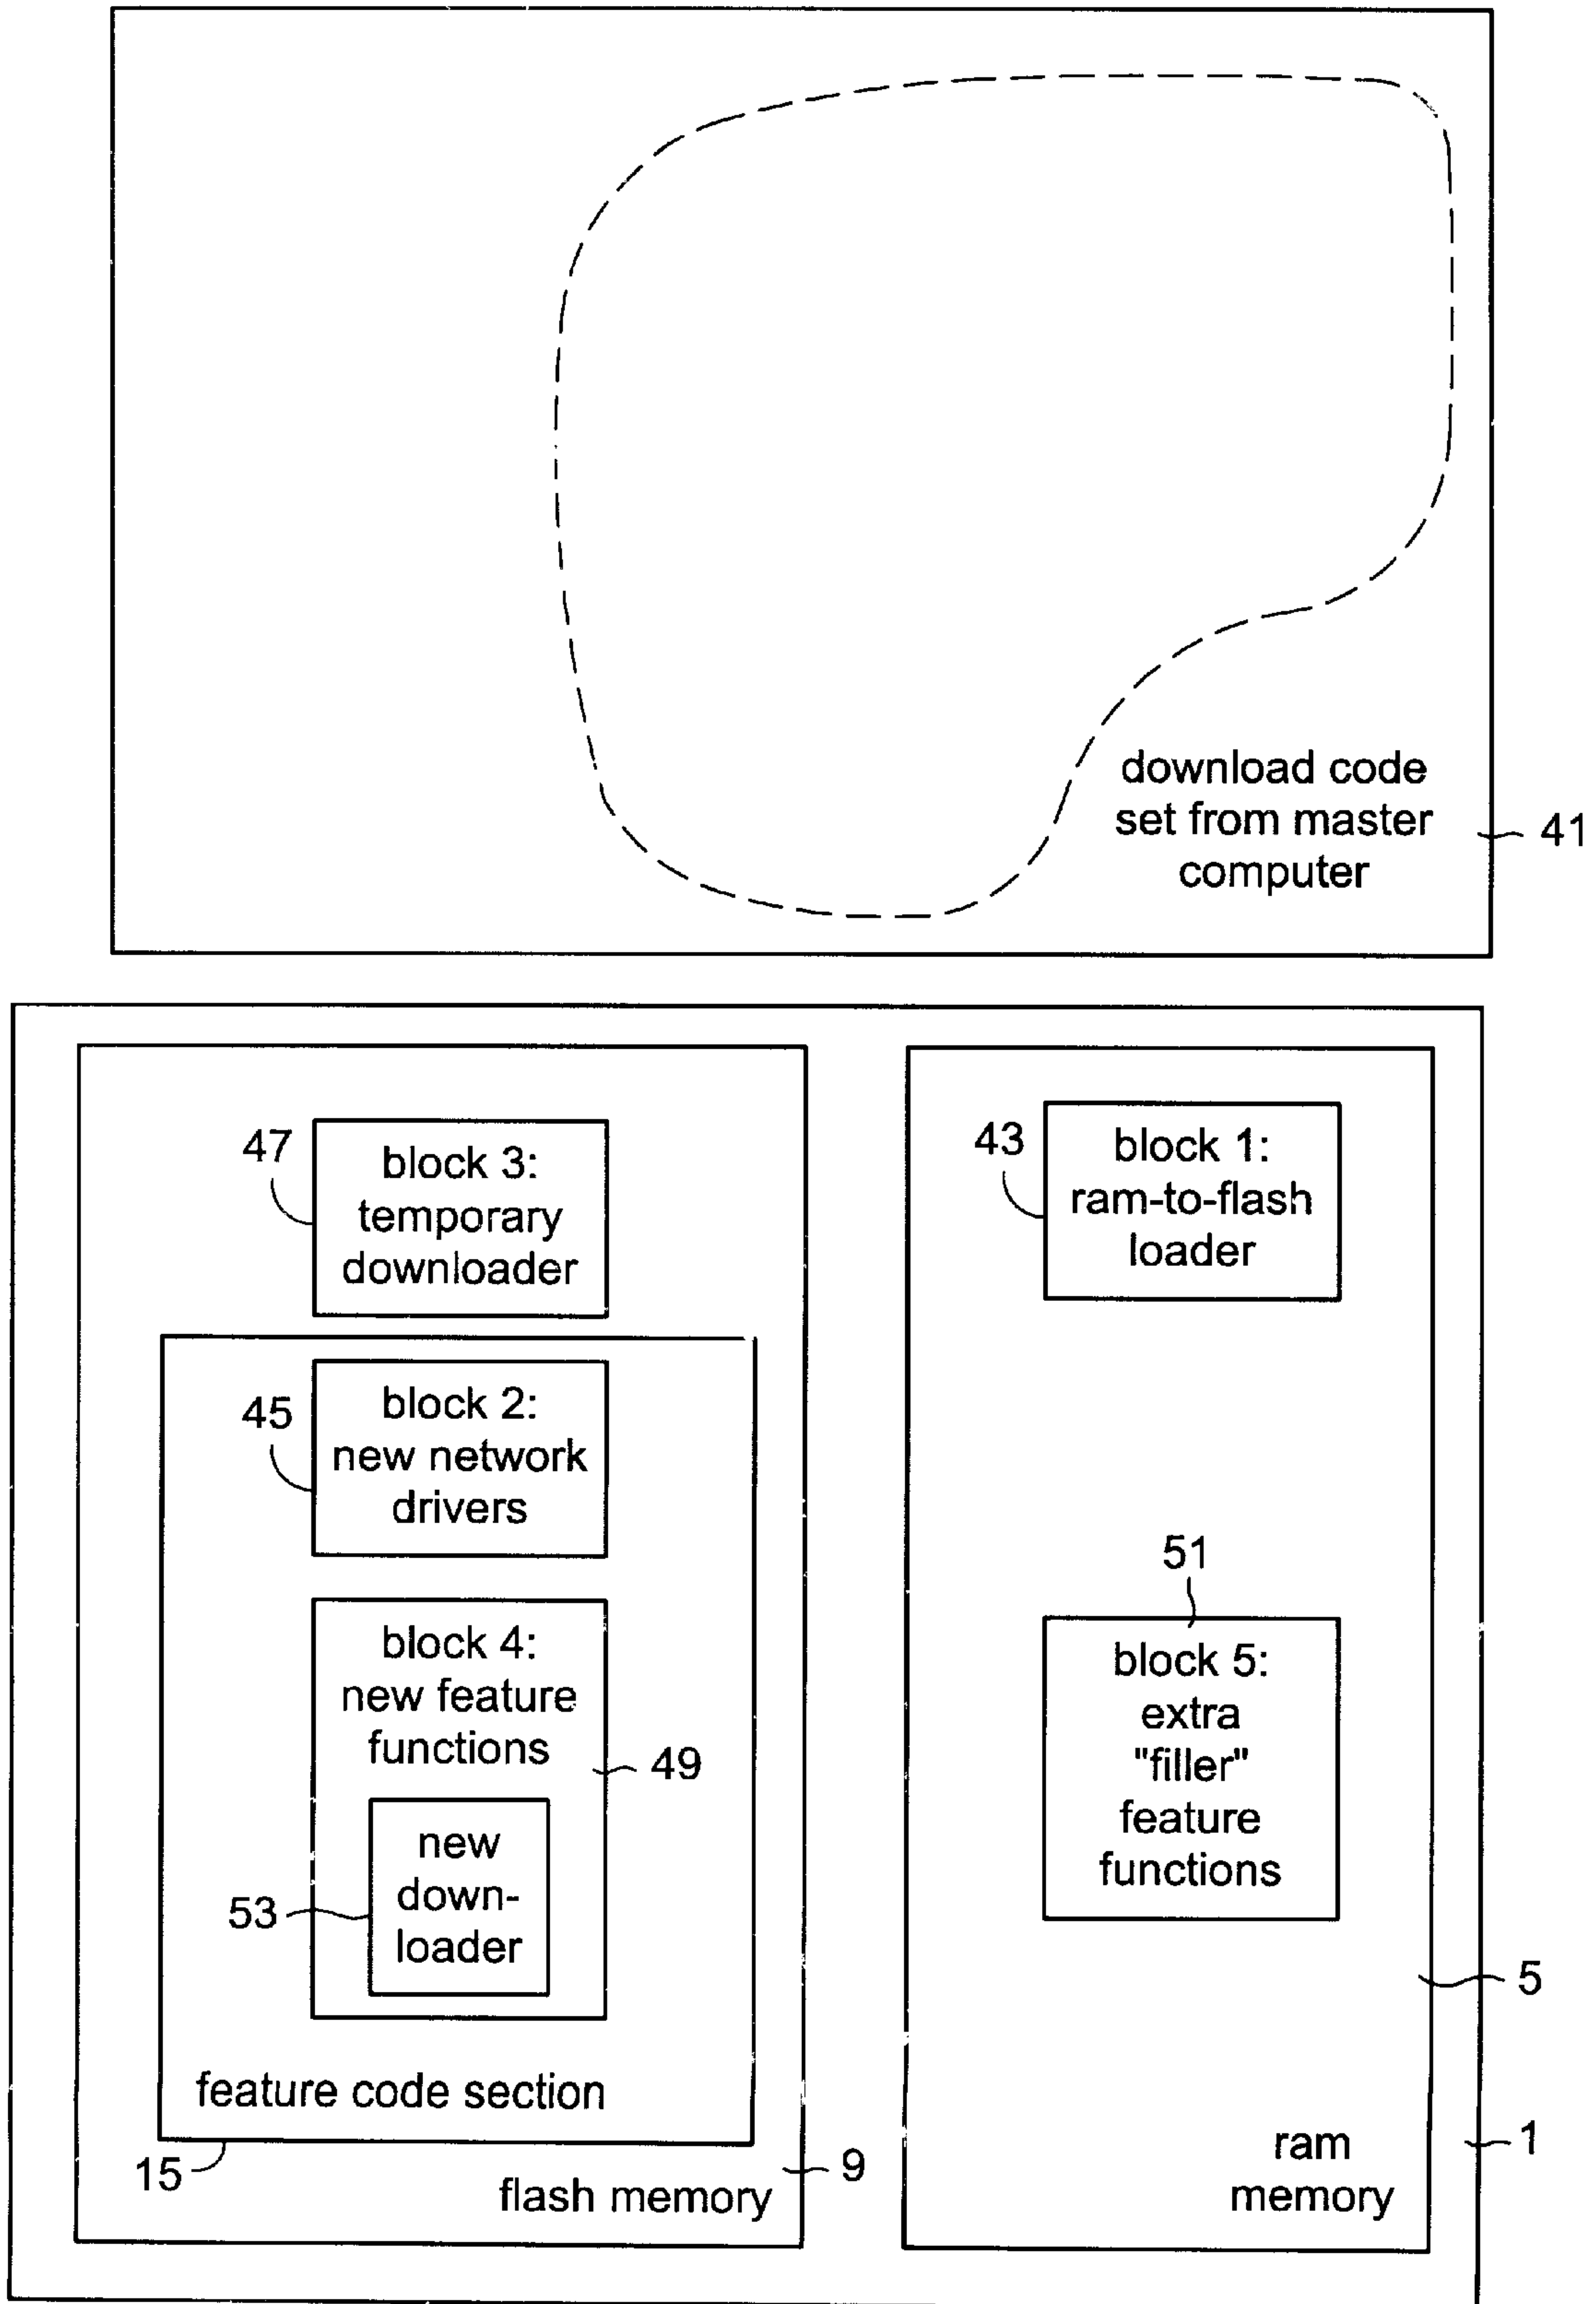 download code
set from master
computer
41
47
block 3:
temporary
downloader
43
block 1:
ram-to-flash
loader
45
block 2:
new network
drivers
51
block 4:
new feature
functions
49
block 5:
extra
"filler"
feature
functions
53
new
down-
loader
5
feature code section
15
9
flash memory
ram
memory
1